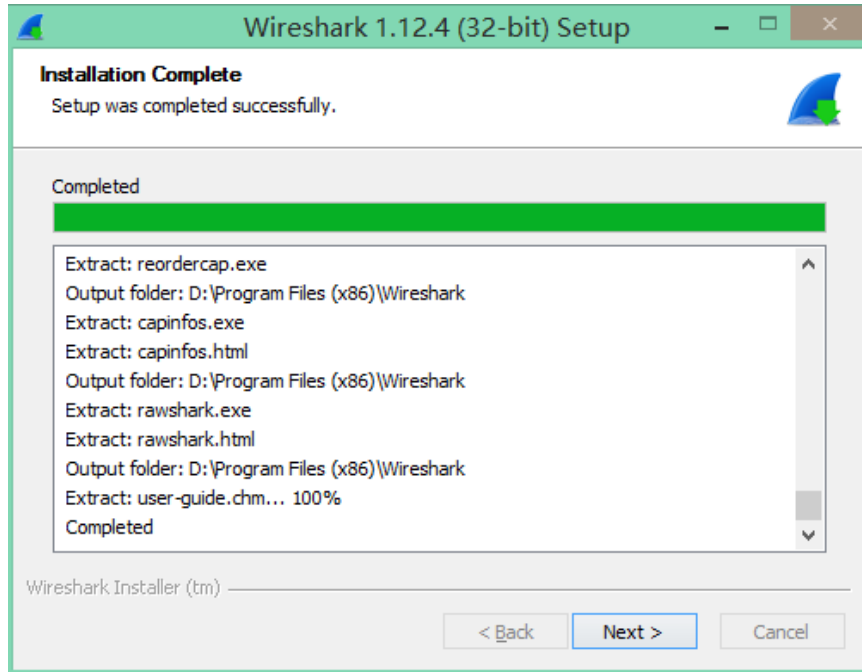 Wireshark 1.12.4 (32-bit) Setup
Installation Complete
Setup was completed successfully.
Completed
Extract: reordercap.exe
Output folder: D:\Program Files (x86)\Wireshark
Extract: capinfos.exe
Extract: capinfos.html
Output folder: D:\Program Files (x86)\Wireshark
Extract: rawshark.exe
Extract: rawshark.html
Output folder: D:\Program Files (x86)\Wireshark
Extract: user-guide.chm... 100%
Completed
Wireshark Installer (tm)
< Back Next > Cancel